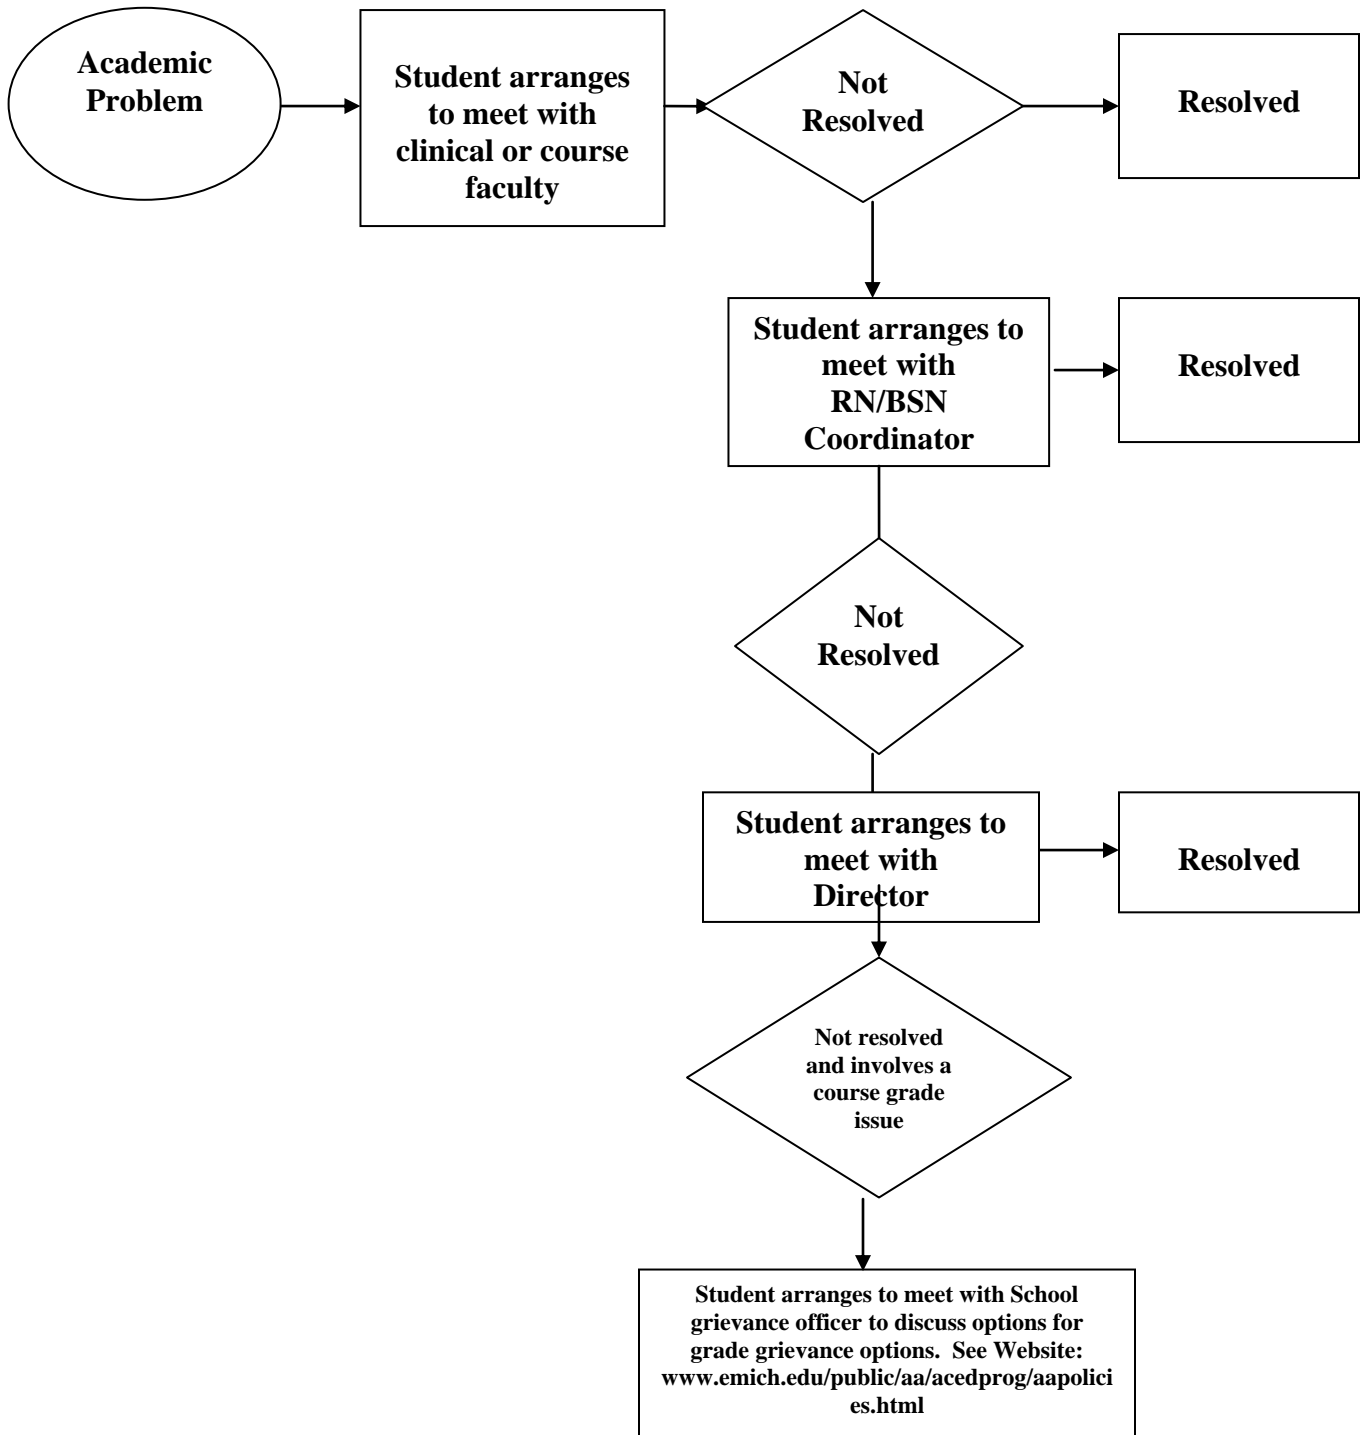 Academic
Problem
Student arranges
to meet with
clinical or course
faculty
Not
Resolved
Resolved
Student arranges to
meet with
RN/BSN
Coordinator
Resolved
Not
Resolved
Student arranges to
meet with
Director
Resolved
Not resolved
and involves a
course grade
issue
Student arranges to meet with School
grievance officer to discuss options for
grade grievance options.  See Website:
www.emich.edu/public/aa/acedprog/aapolici
es.html